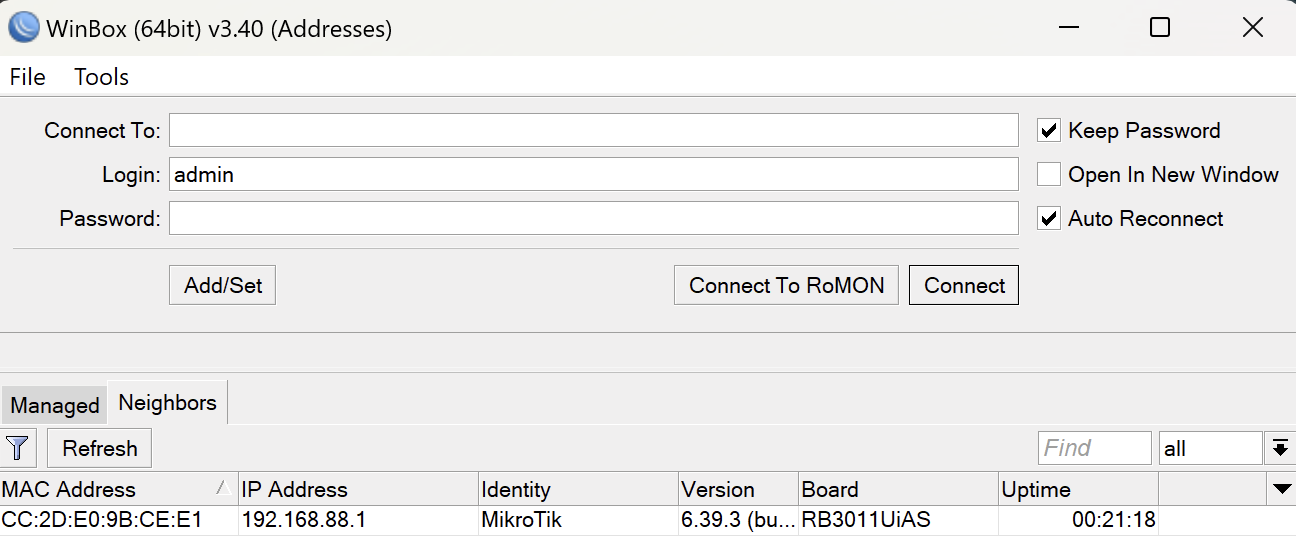 WinBox (64bit) v3.40 (Addresses)
File Tools
Connect To:
Keep Password
Login: admin
Open In New Window
Password:
Auto Reconnect
Add/Set Connect To RoMON Connect
Managed Neighbors
Refresh Find all
MAC Address IP Address Identity Version Board Uptime
CC:2D:E0:9B:CE:E1 192.168.88.1 MikroTik 6.39.3 (bu... RB3011UiAS 00:21:18